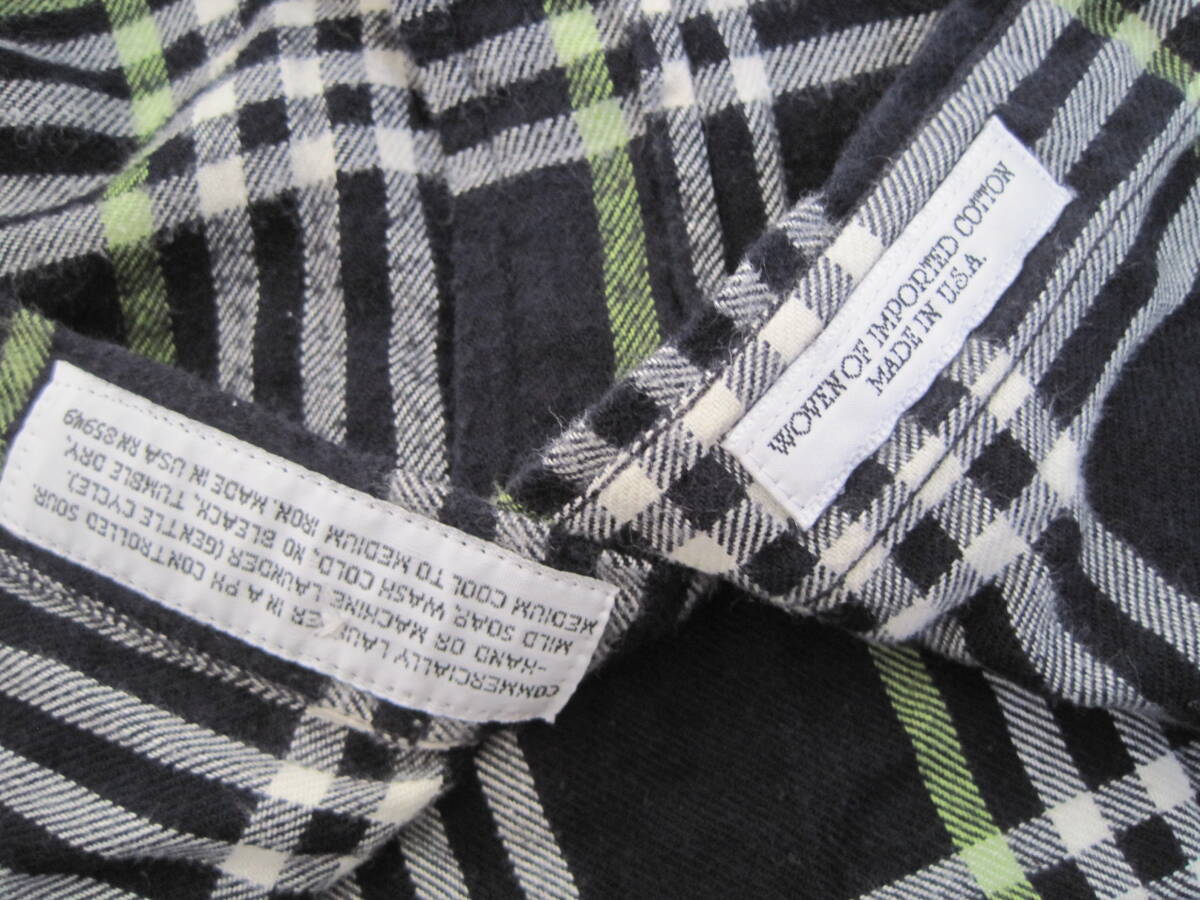 WOVEN OF IMPORTED COTTON
MADE IN U.S.A.
COMMERCIALLY LAUNDER IN A PH CONTROLLED SOUR.
-HAND OR MACHINE LAUNDER (GENTLE CYCLE).
MILD SOAP, WASH COLD, NO BLEACH, TUMBLE DRY,
MEDIUM COOL TO MEDIUM IRON. MADE IN USA RN 85949